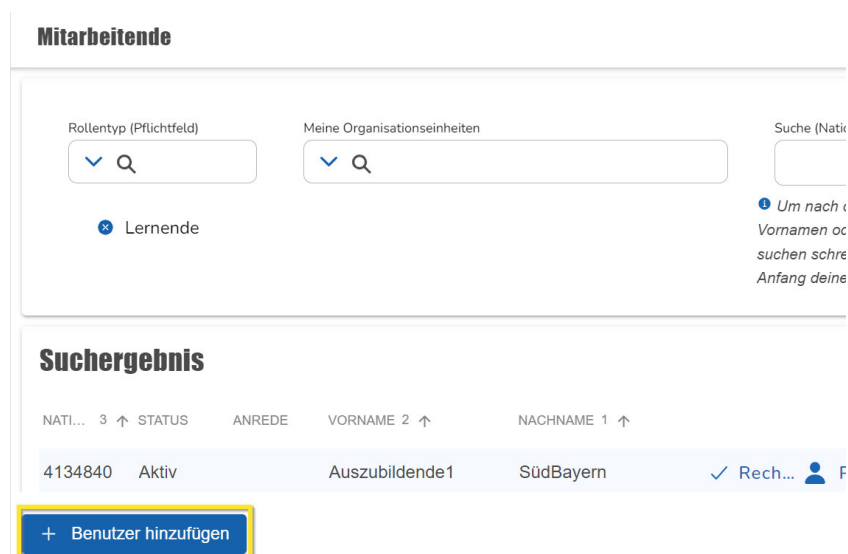 Mitarbeitende
Rollentyp (Pflichtfeld) Meine Organisationseinheiten Suche (Natio
Lernende
Um nach d
Vornamen od
suchen schre
Anfang deine
Suchergebnis
NATI... 3 ↑ STATUS ANREDE VORNAME 2 ↑ NACHNAME 1 ↑
4134840 Aktiv Auszubildende1 SüdBayern ✓ Rech...
+ Benutzer hinzufügen